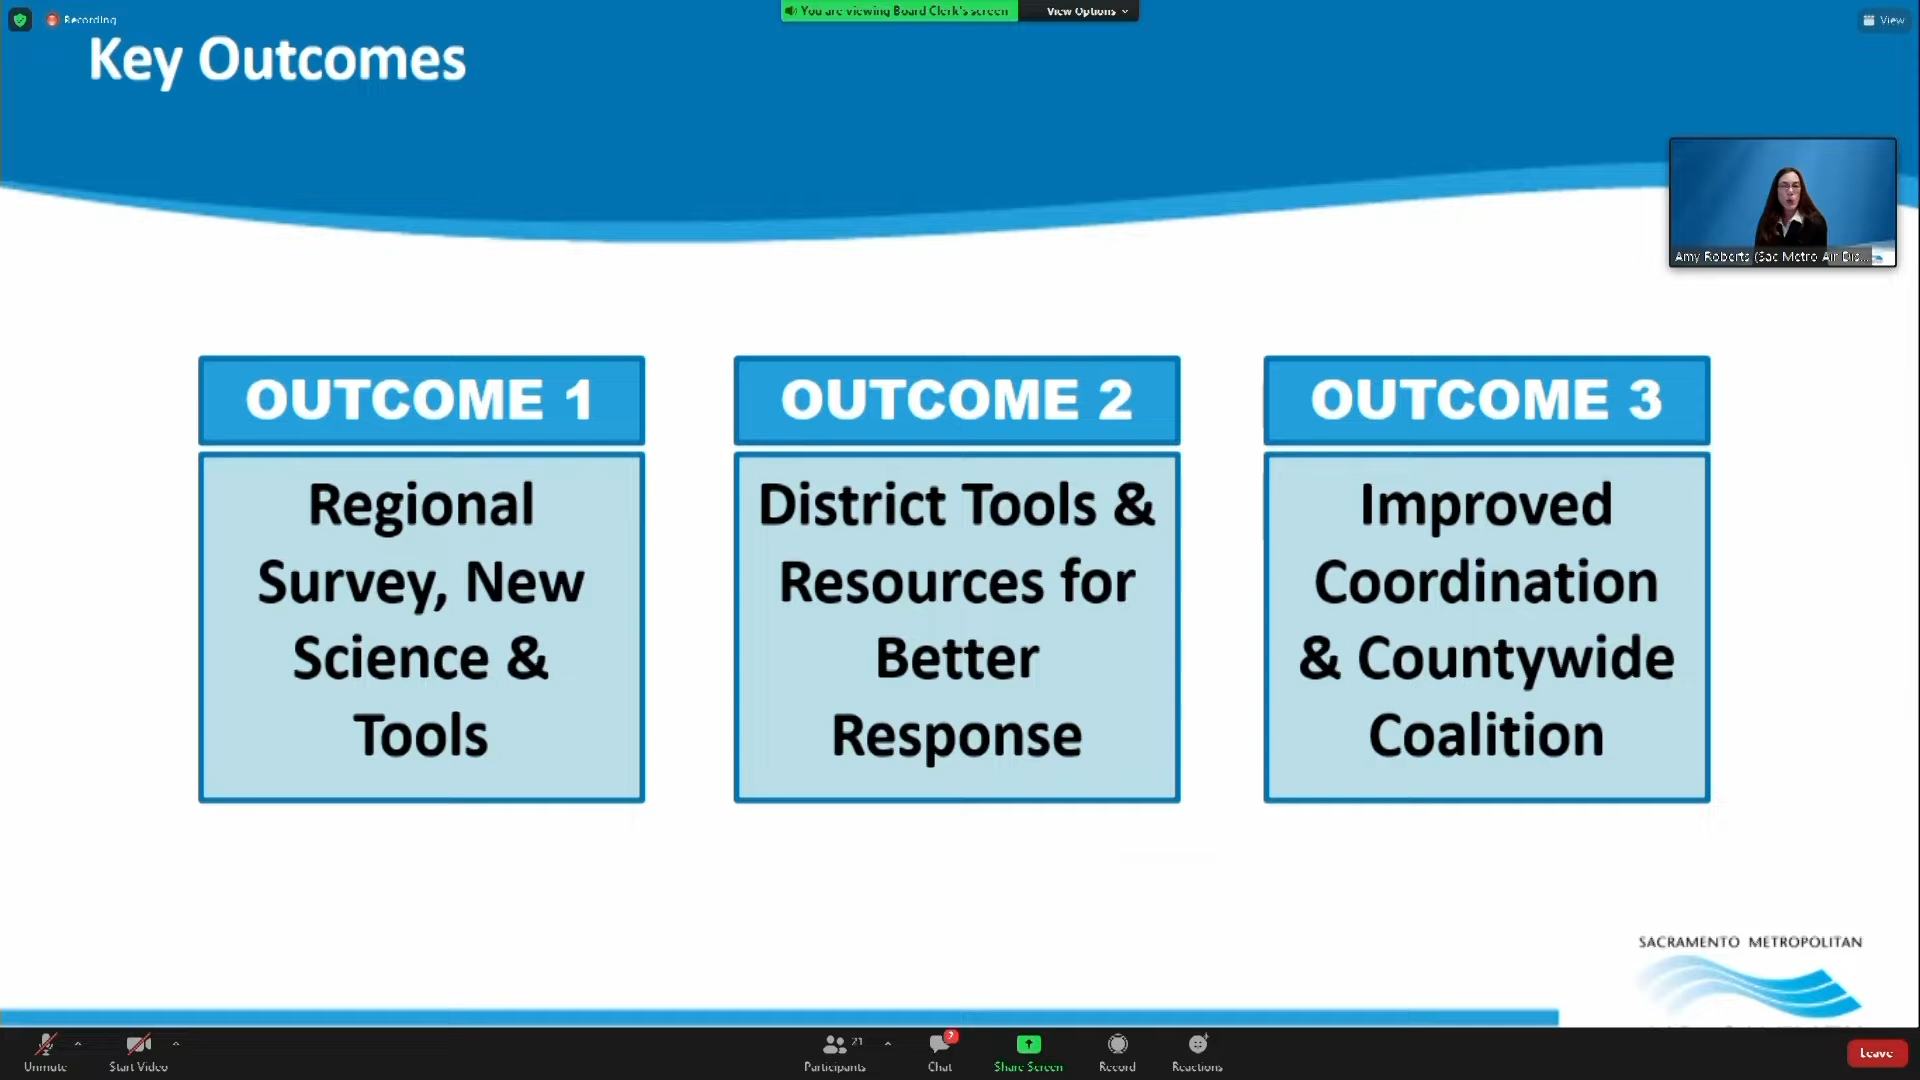 Recording
You are viewing Board Clerk's screen
View Options
View
Key Outcomes
Amy Roberts (Sac Metro Air Dis...
OUTCOME 1
Regional
Survey, New
Science &
Tools
OUTCOME 2
District Tools &
Resources for
Better
Response
OUTCOME 3
Improved
Coordination
& Countywide
Coalition
SACRAMENTO METROPOLITAN
Unmute
Start Video
Participants
21
Chat
Share Screen
Record
Reactions
Leave